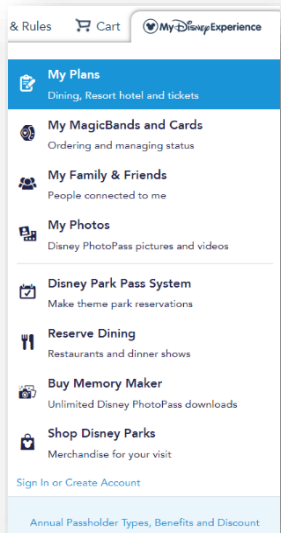 & Rules Cart My Disney Experience
My Plans
Dining, Resort hotel and tickets
My MagicBands and Cards
Ordering and managing status
My Family & Friends
People connected to me
My Photos
Disney PhotoPass pictures and videos
Disney Park Pass System
Make theme park reservations
Reserve Dining
Restaurants and dinner shows
Buy Memory Maker
Unlimited Disney PhotoPass downloads
Shop Disney Parks
Merchandise for your visit
Sign In or Create Account
Annual Passholder Types, Benefits and Discount